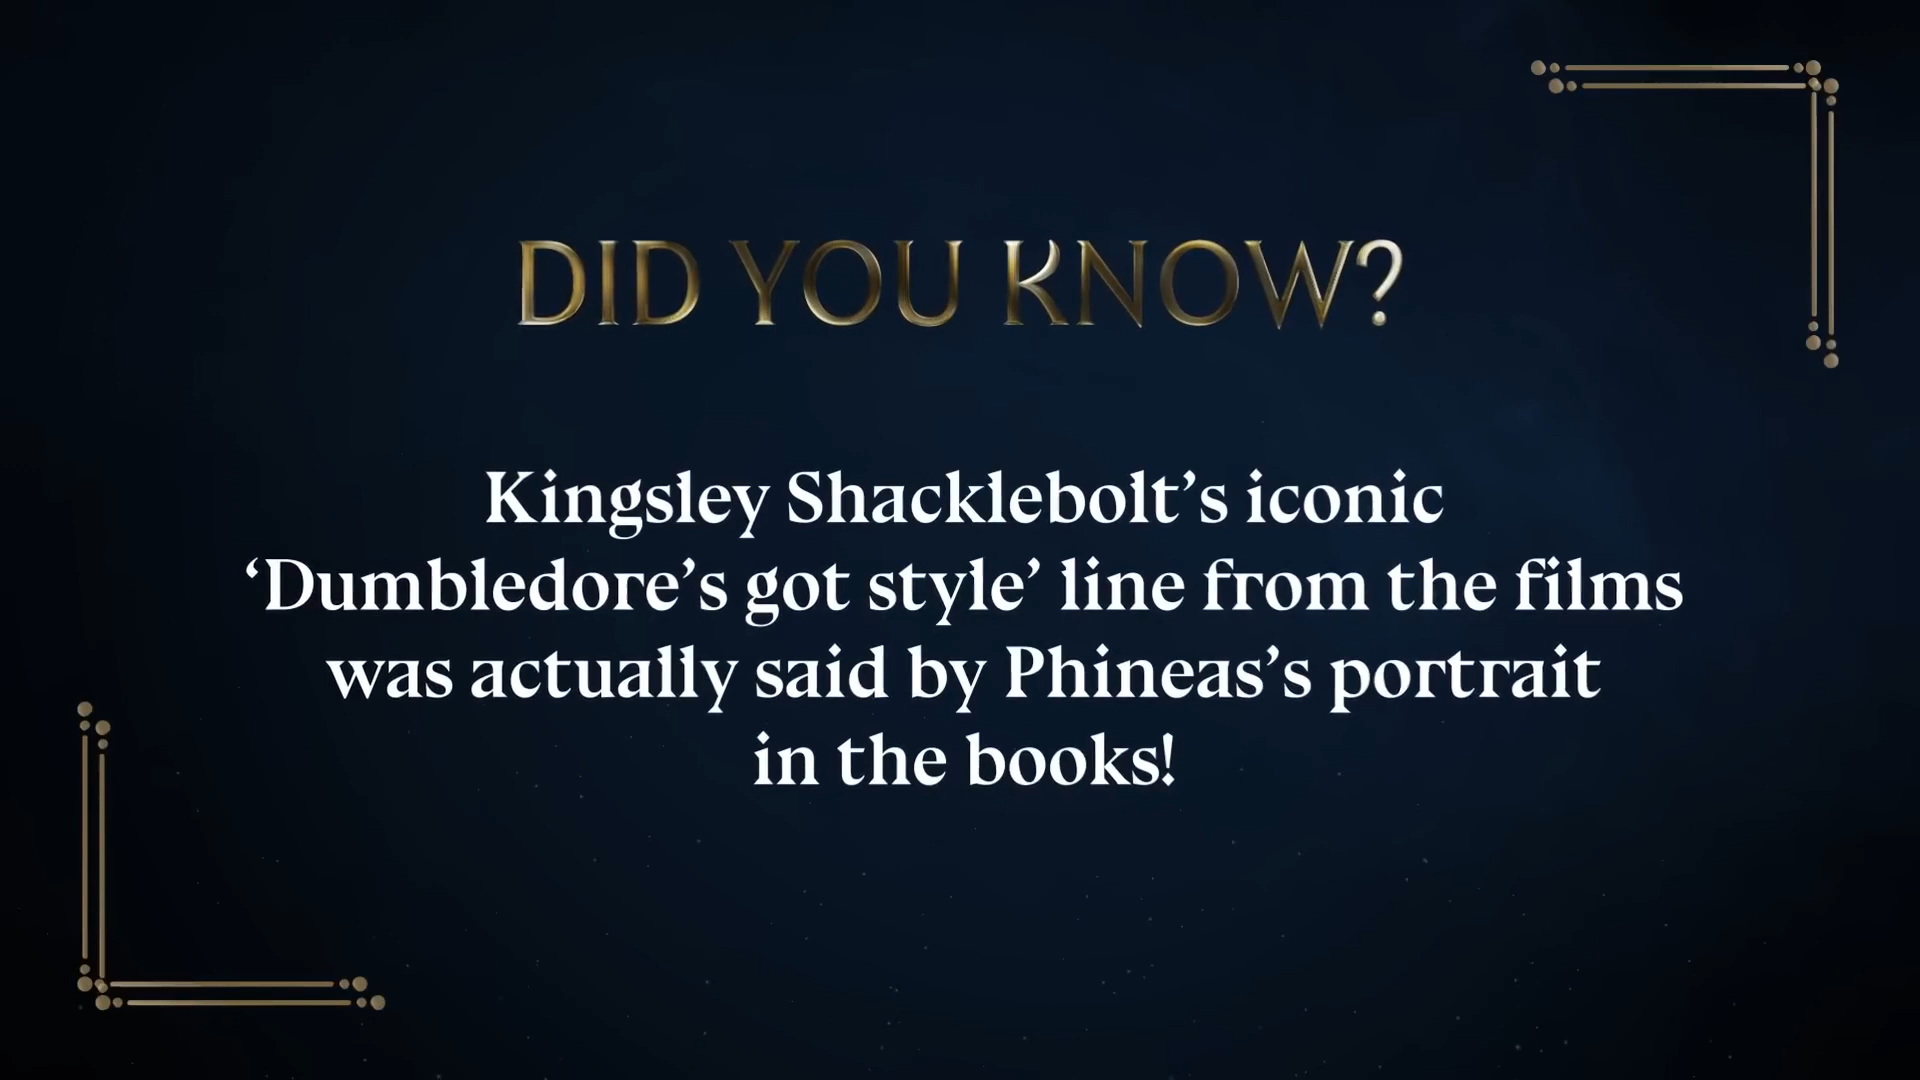 DID YOU KNOW?
Kingsley Shacklebolt’s iconic
‘Dumbledore’s got style’ line from the films
was actually said by Phineas’s portrait
in the books!